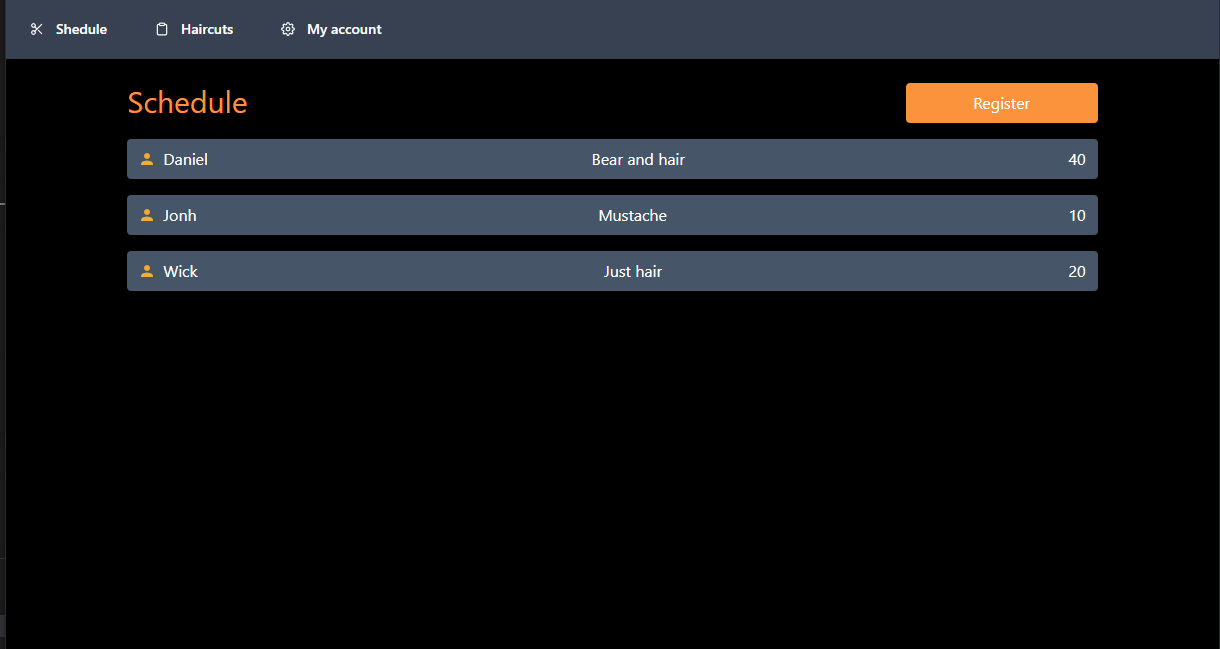 Shedule Haircuts My account
Schedule Register
Daniel Bear and hair 40
Jonh Mustache 10
Wick Just hair 20